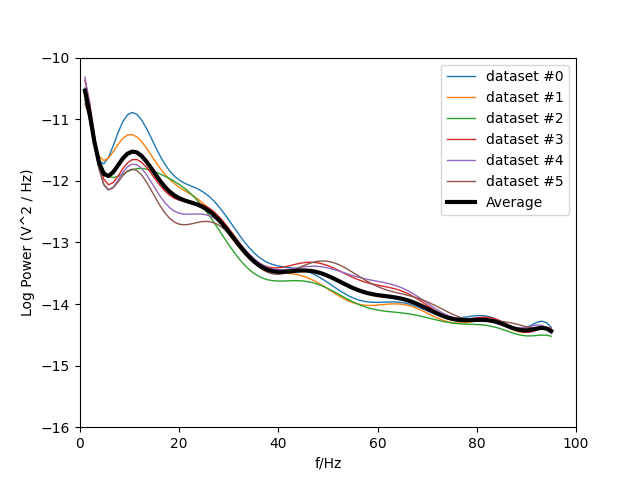 −10
−11
−12
−13
−14
−15
−16
Log Power (V^2 / Hz)
0
20
40
60
80
100
f/Hz
dataset #0
dataset #1
dataset #2
dataset #3
dataset #4
dataset #5
Average